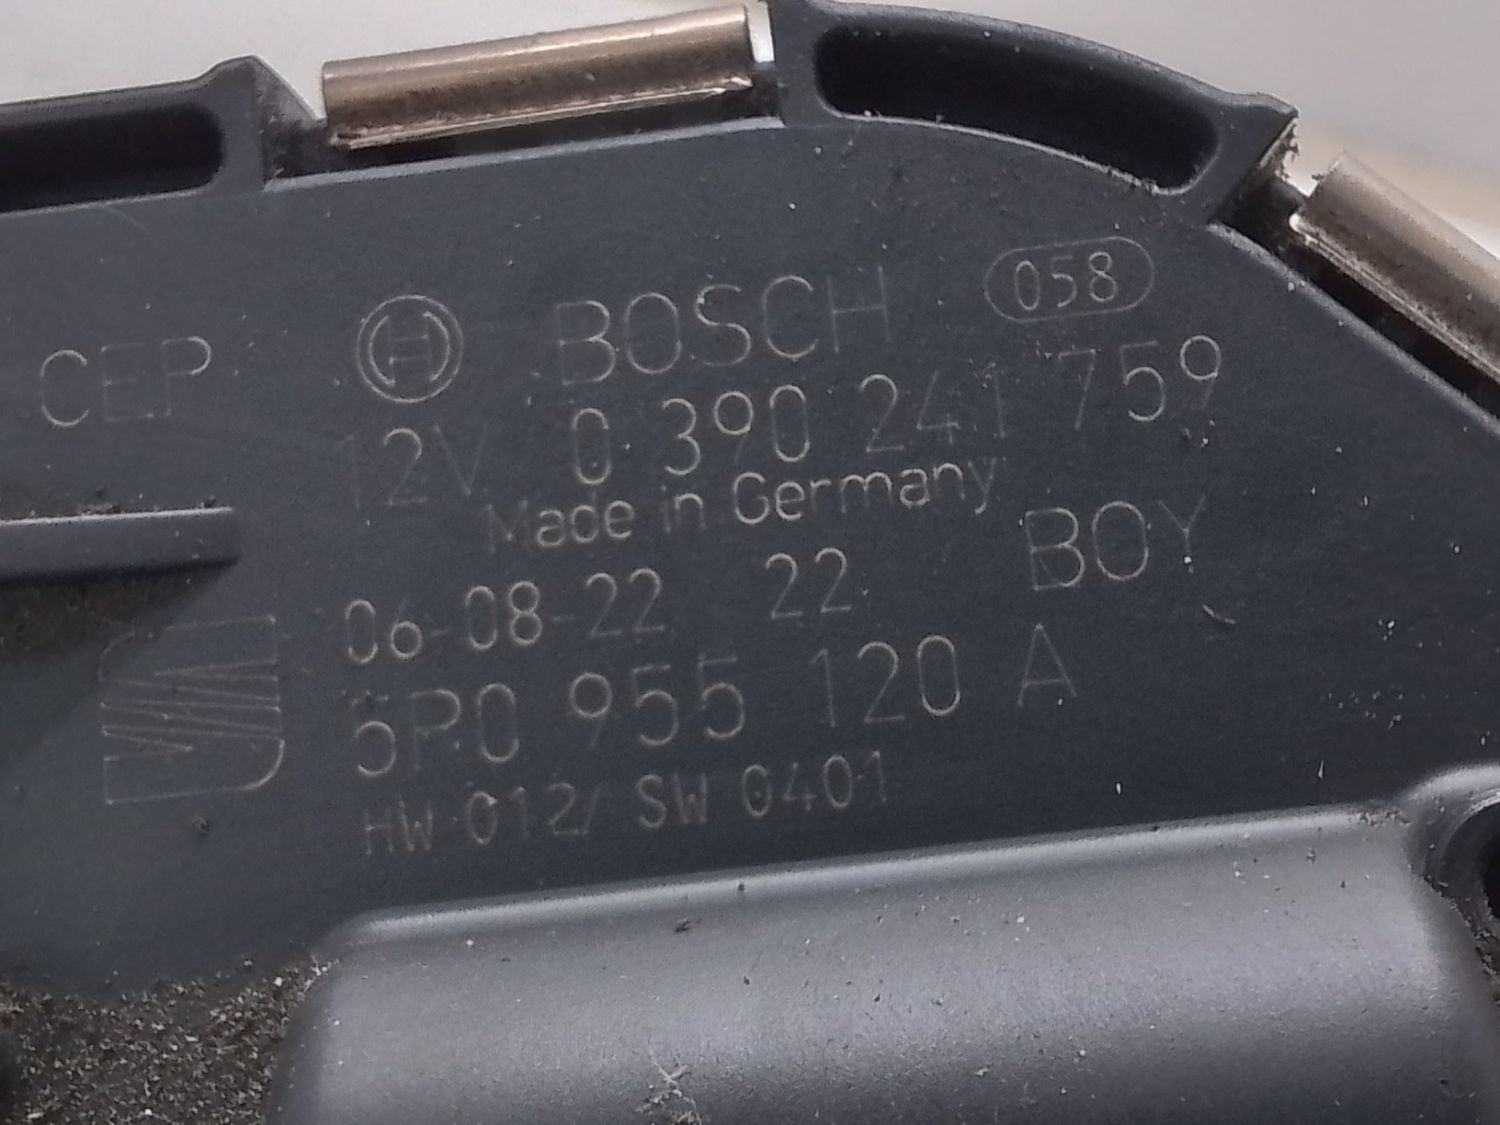 CEP
BOSCH 058
12V 0 390 241 759
Made in Germany
06-08-22 22 BOY
5P0 955 120 A
HW 012/ SW 0401